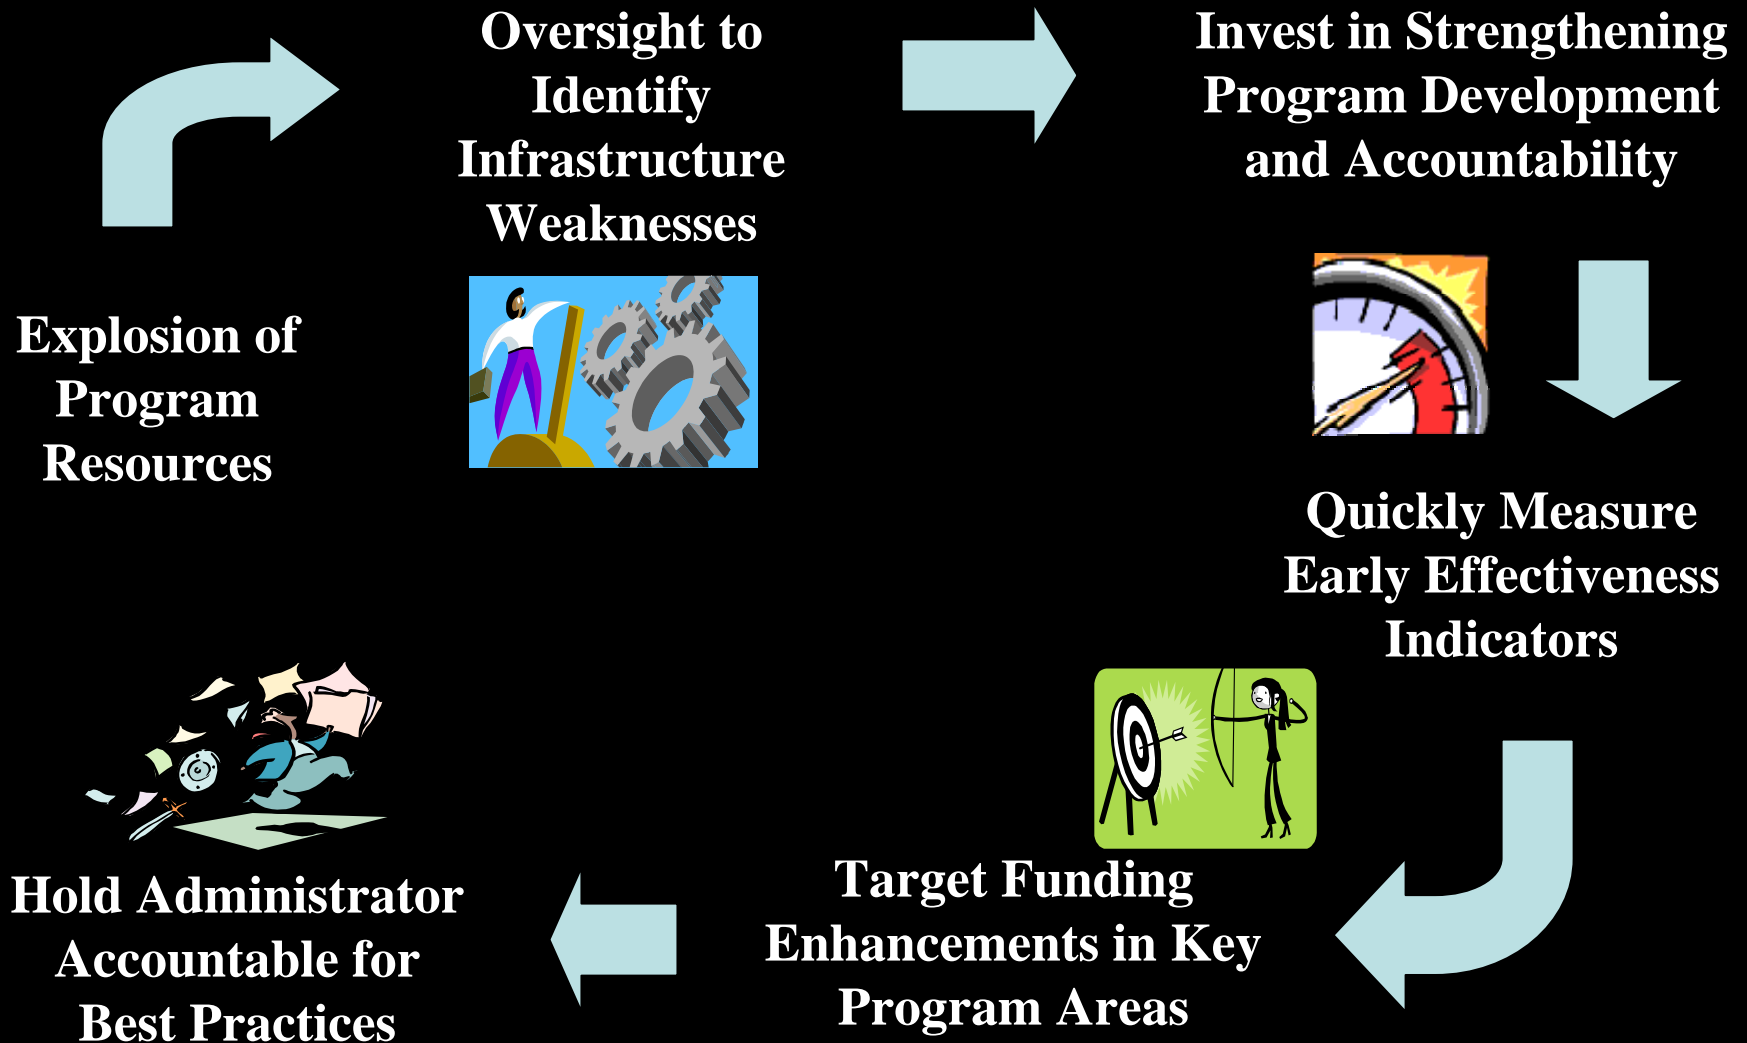 Explosion of
Program
Resources
Oversight to
Identify
Infrastructure
Weaknesses
Invest in Strengthening
Program Development
and Accountability
Quickly Measure
Early Effectiveness
Indicators
Target Funding
Enhancements in Key
Program Areas
Hold Administrator
Accountable for
Best Practices